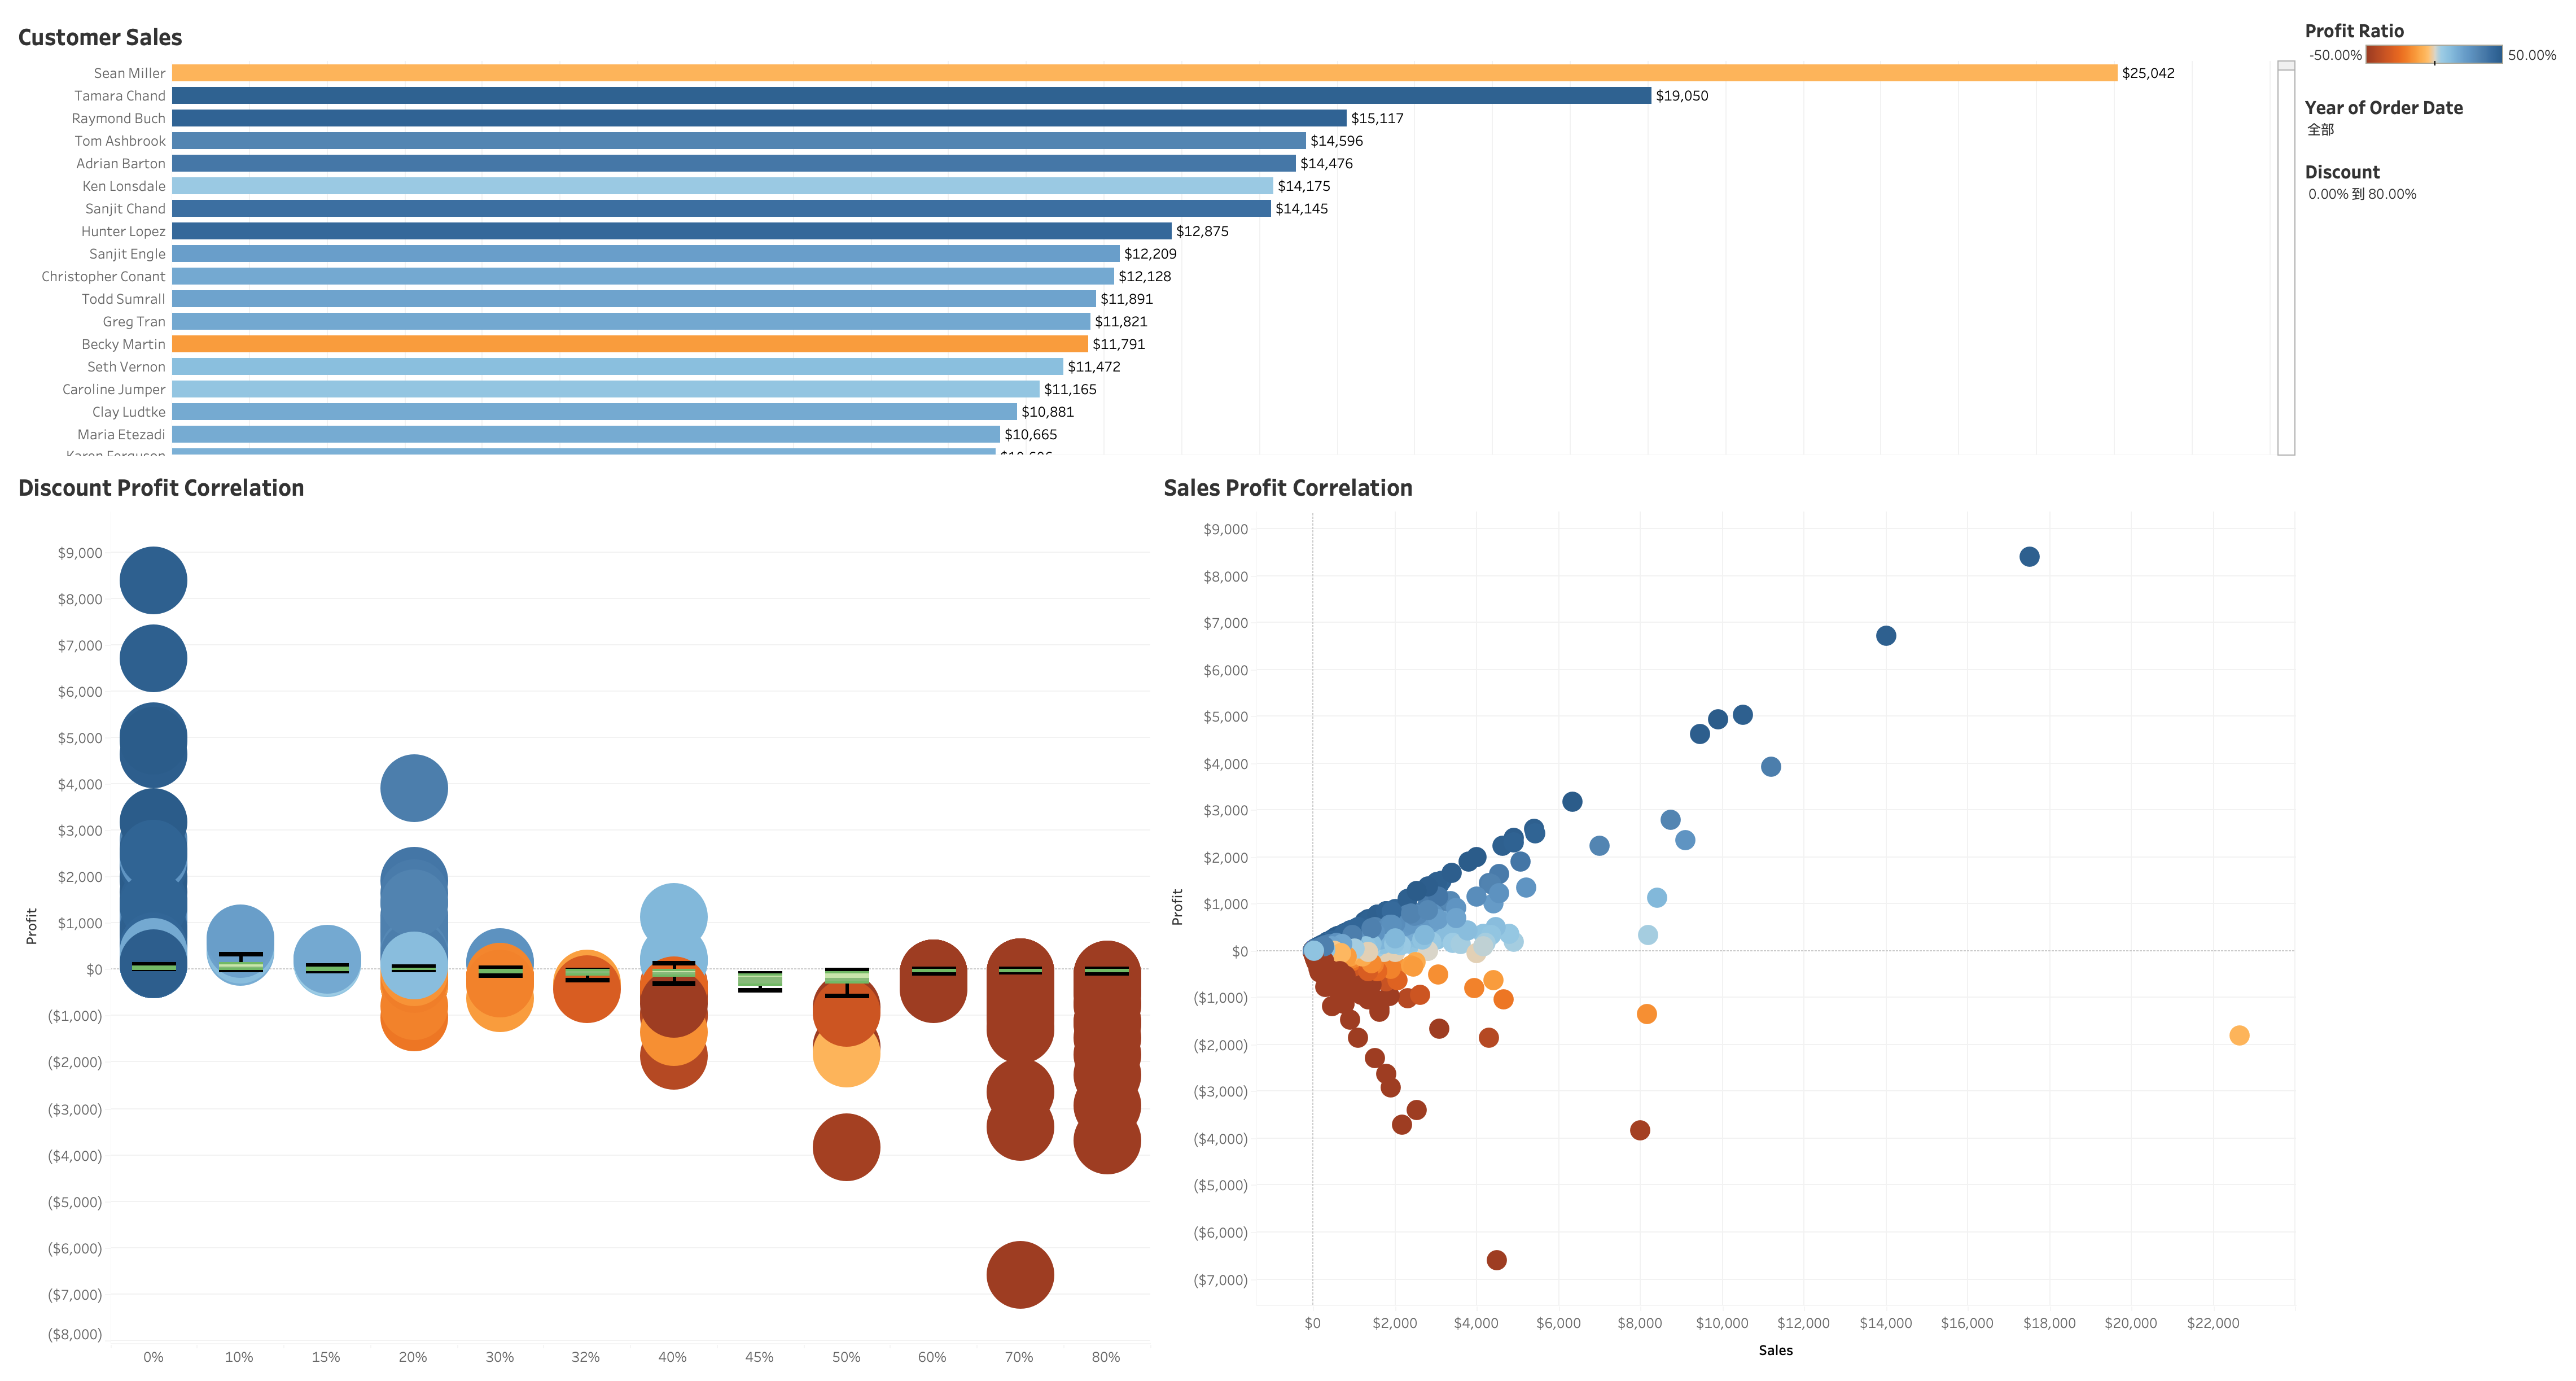 Customer Sales
Sean Miller $25,042
Tamara Chand $19,050
Raymond Buch $15,117
Tom Ashbrook $14,596
Adrian Barton $14,476
Ken Lonsdale $14,175
Sanjit Chand $14,145
Hunter Lopez $12,875
Sanjit Engle $12,209
Christopher Conant $12,128
Todd Sumrall $11,891
Greg Tran $11,821
Becky Martin $11,791
Seth Vernon $11,472
Caroline Jumper $11,165
Clay Ludtke $10,881
Maria Etezadi $10,665
Karen Ferguson
Profit Ratio
-50.00% 50.00%
Year of Order Date
全部
Discount
0.00% 到 80.00%
Discount Profit Correlation
Profit
$9,000
$8,000
$7,000
$6,000
$5,000
$4,000
$3,000
$2,000
$1,000
$0
($1,000)
($2,000)
($3,000)
($4,000)
($5,000)
($6,000)
($7,000)
($8,000)
0% 10% 15% 20% 30% 32% 40% 45% 50% 60% 70% 80%
Sales Profit Correlation
Profit
$9,000
$8,000
$7,000
$6,000
$5,000
$4,000
$3,000
$2,000
$1,000
$0
($1,000)
($2,000)
($3,000)
($4,000)
($5,000)
($6,000)
($7,000)
$0 $2,000 $4,000 $6,000 $8,000 $10,000 $12,000 $14,000 $16,000 $18,000 $20,000 $22,000
Sales